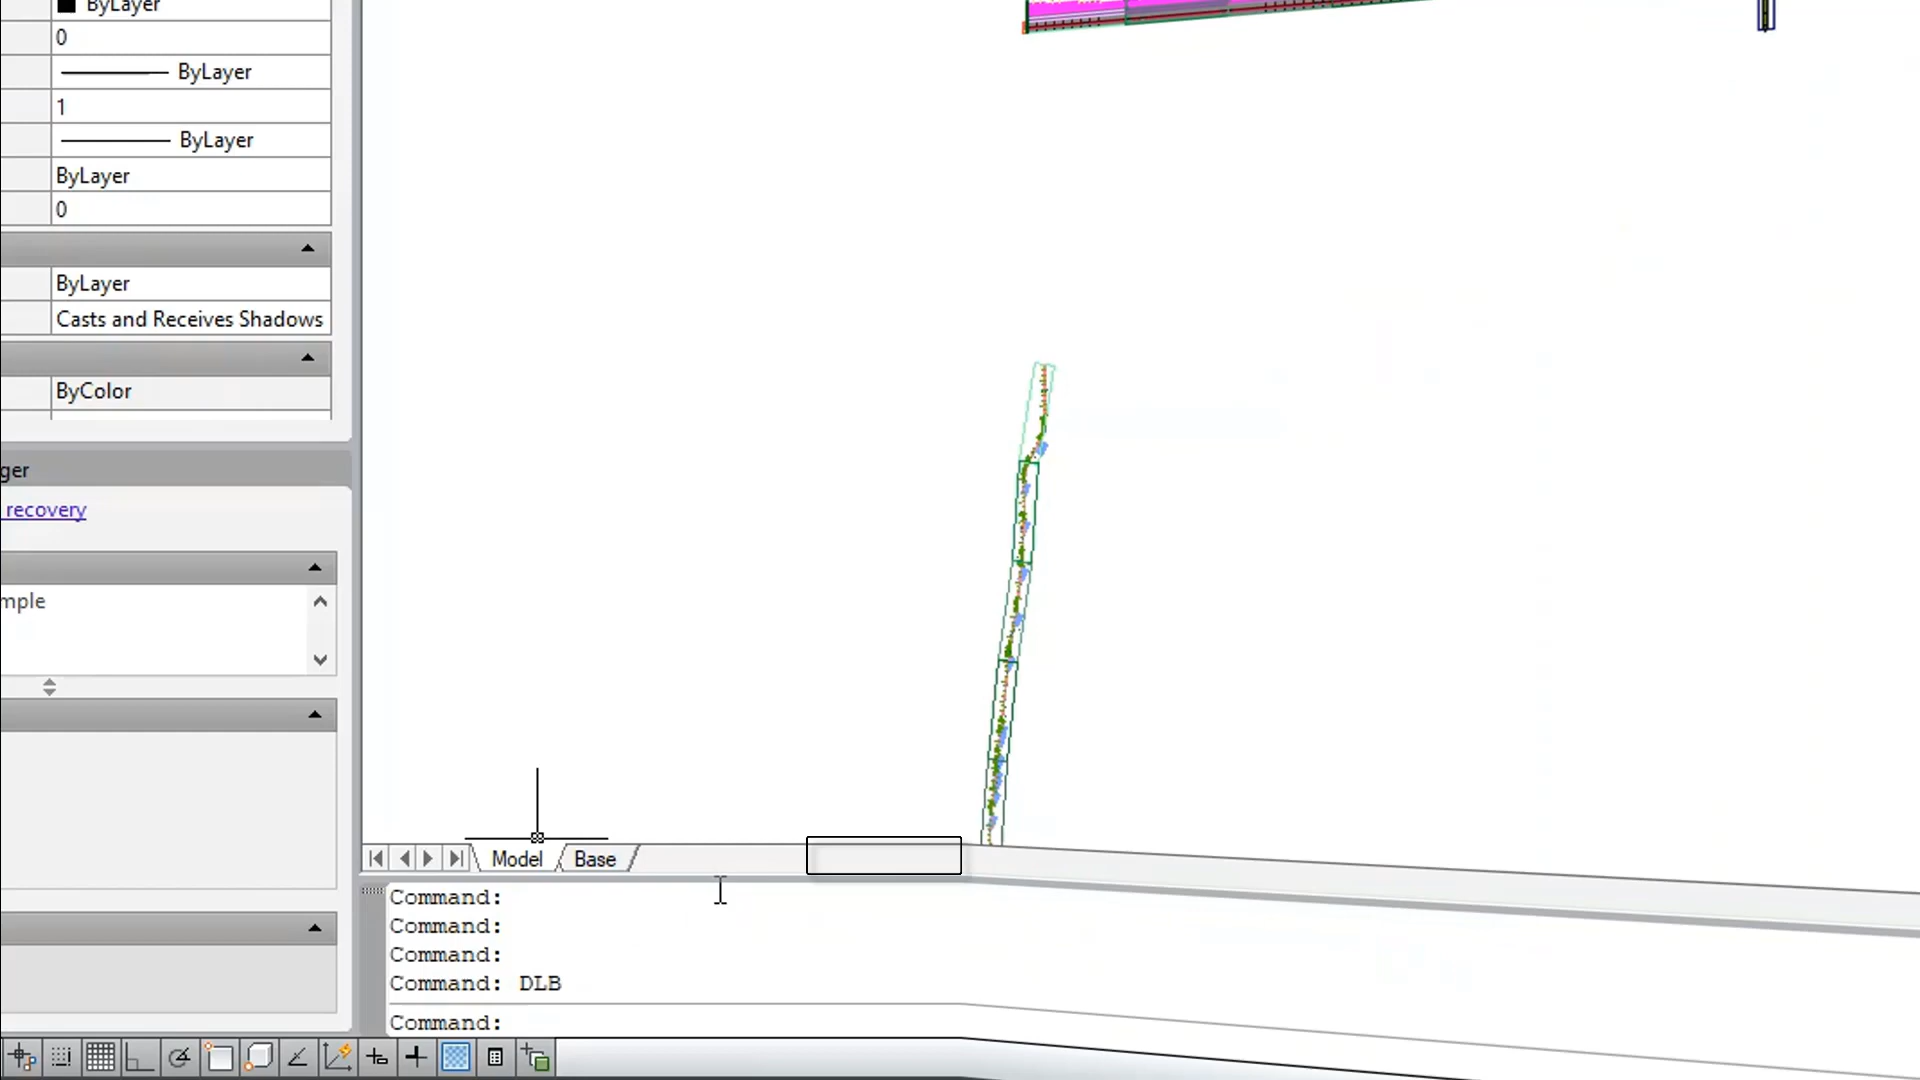 ByLayer
0
ByLayer
1
ByLayer
ByLayer
0
ByLayer
Casts and Receives Shadows
ByColor
ger
recovery
mple
Model
Base
Command:
Command:
Command:
Command: DLB
Command: